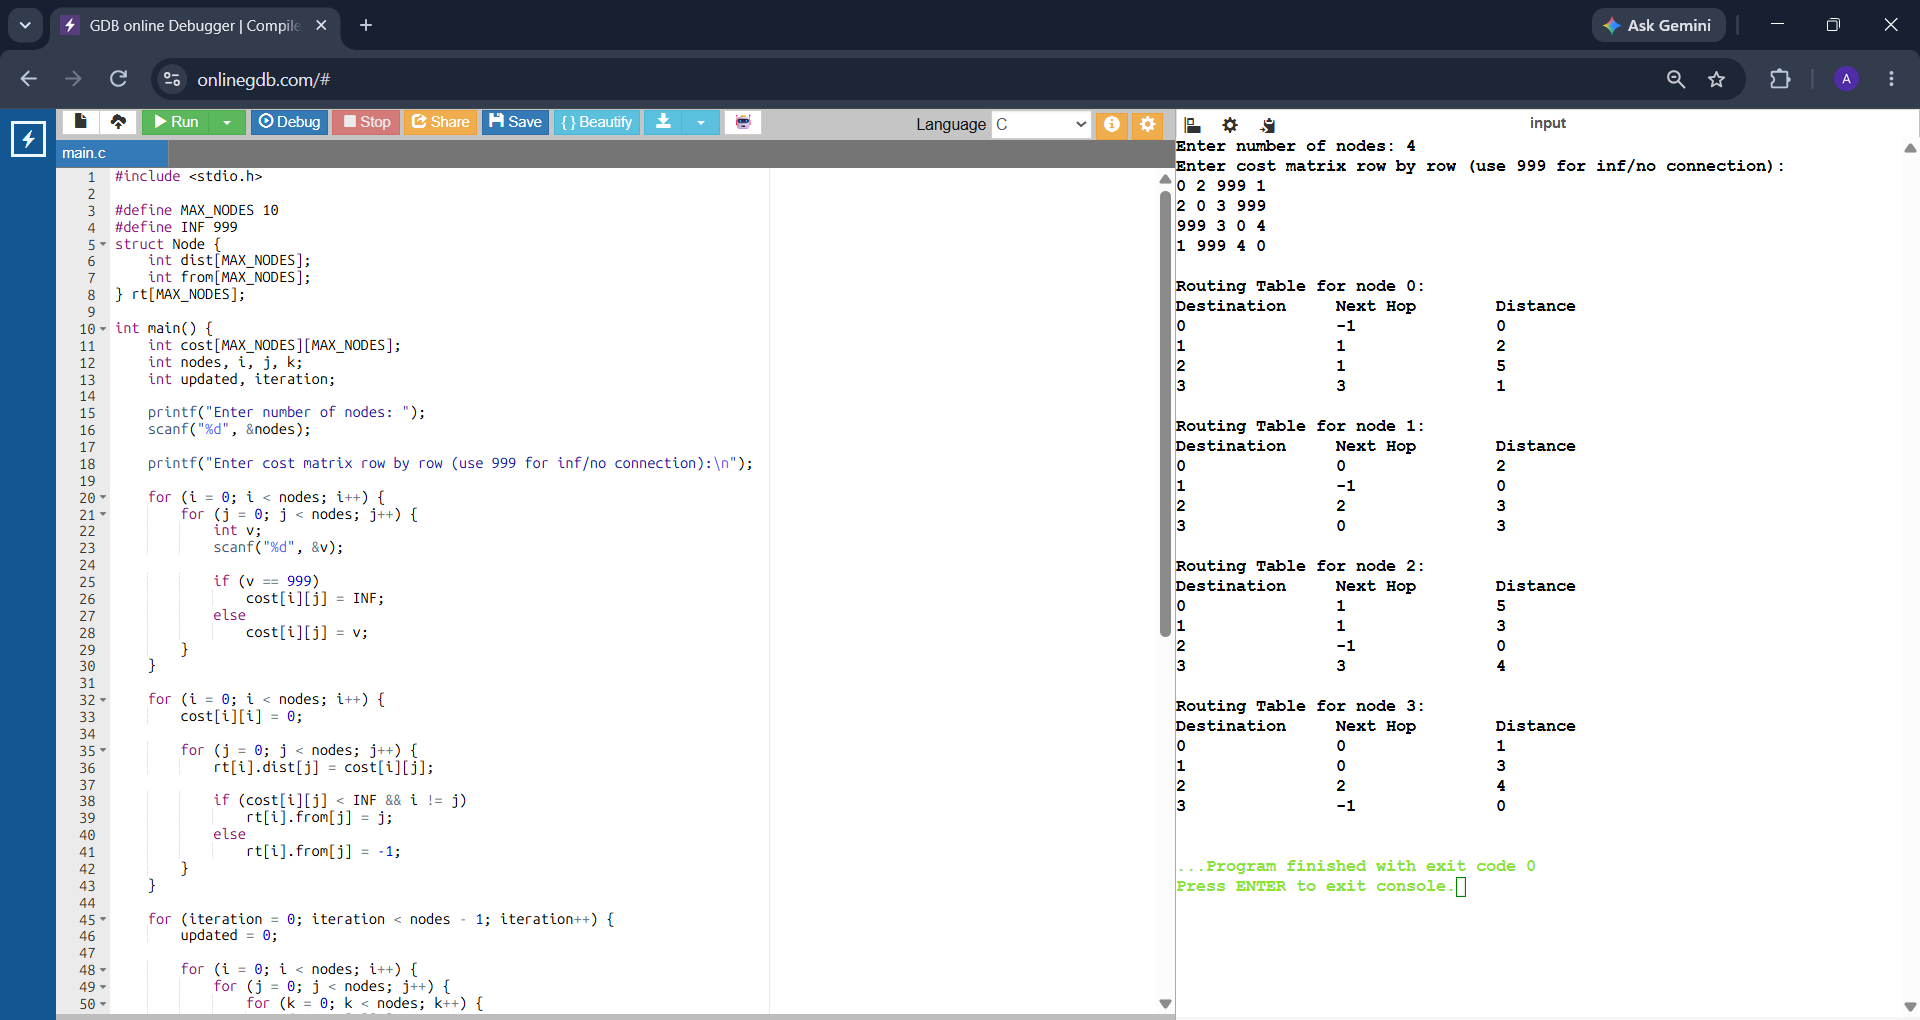 GDB online Debugger | Compile
Ask Gemini
onlinegdb.com/#
A
Run
Debug
Stop
Share
Save
{ } Beautify
Language C
input
main.c
1 #include <stdio.h>
2
3 #define MAX_NODES 10
4 #define INF 999
5 struct Node {
6     int dist[MAX_NODES];
7     int from[MAX_NODES];
8 } rt[MAX_NODES];
9
10 int main() {
11     int cost[MAX_NODES][MAX_NODES];
12     int nodes, i, j, k;
13     int updated, iteration;
14
15     printf("Enter number of nodes: ");
16     scanf("%d", &nodes);
17
18     printf("Enter cost matrix row by row (use 999 for inf/no connection):\n");
19
20     for (i = 0; i < nodes; i++) {
21         for (j = 0; j < nodes; j++) {
22             int v;
23             scanf("%d", &v);
24
25             if (v == 999)
26                 cost[i][j] = INF;
27             else
28                 cost[i][j] = v;
29         }
30     }
31
32     for (i = 0; i < nodes; i++) {
33         cost[i][i] = 0;
34
35         for (j = 0; j < nodes; j++) {
36             rt[i].dist[j] = cost[i][j];
37
38             if (cost[i][j] < INF && i != j)
39                 rt[i].from[j] = j;
40             else
41                 rt[i].from[j] = -1;
42         }
43     }
44
45     for (iteration = 0; iteration < nodes - 1; iteration++) {
46         updated = 0;
47
48         for (i = 0; i < nodes; i++) {
49             for (j = 0; j < nodes; j++) {
50                 for (k = 0; k < nodes; k++) {
Enter number of nodes: 4
Enter cost matrix row by row (use 999 for inf/no connection):
0 2 999 1
2 0 3 999
999 3 0 4
1 999 4 0
Routing Table for node 0:
Destination Next Hop Distance
0 -1 0
1 1 2
2 1 5
3 3 1
Routing Table for node 1:
Destination Next Hop Distance
0 0 2
1 -1 0
2 2 3
3 0 3
Routing Table for node 2:
Destination Next Hop Distance
0 1 5
1 1 3
2 -1 0
3 3 4
Routing Table for node 3:
Destination Next Hop Distance
0 0 1
1 0 3
2 2 4
3 -1 0
...Program finished with exit code 0
Press ENTER to exit console.